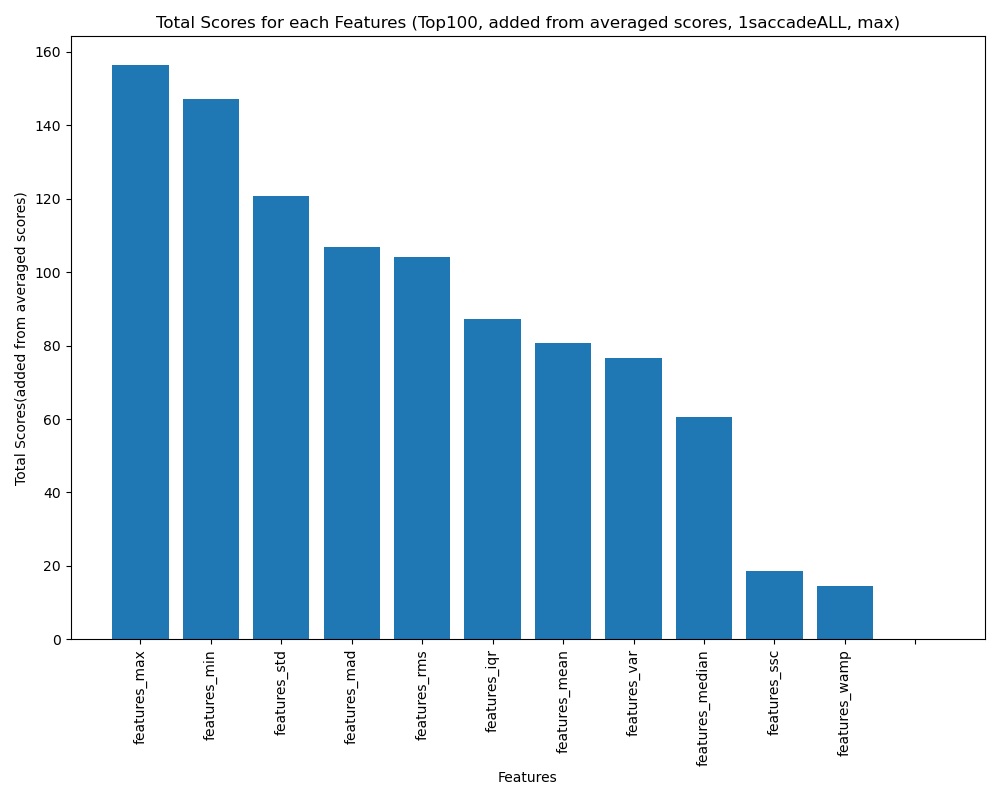 Total Scores for each Features (Top100, added from averaged scores, 1saccadeALL, max)
Total Scores(added from averaged scores)
160
140
120
100
80
60
40
20
0
features_max
features_min
features_std
features_mad
features_rms
features_iqr
features_mean
features_var
features_median
features_ssc
features_wamp
Features